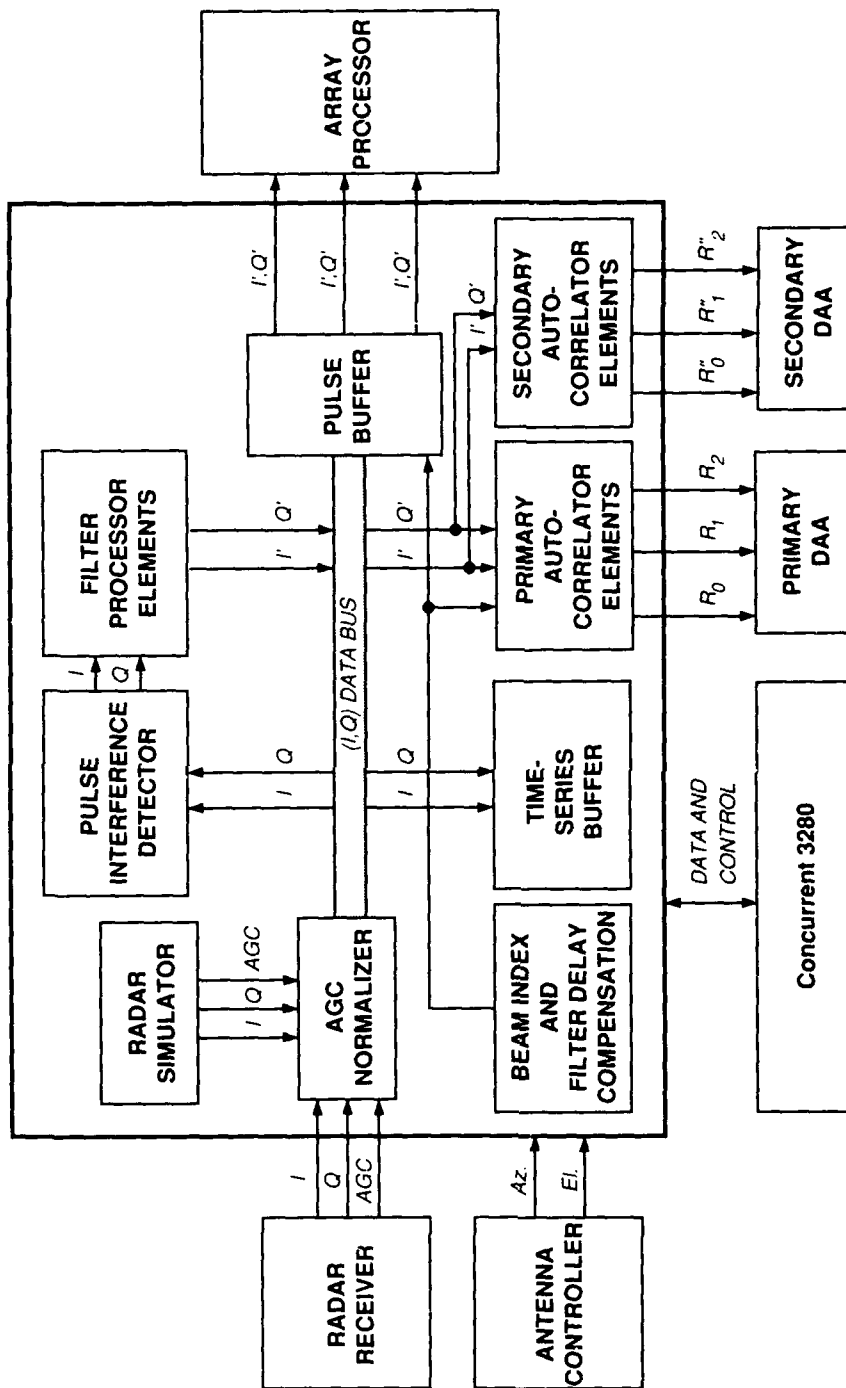 RADAR
RECEIVER
I
Q
AGC
ANTENNA
CONTROLLER
Az.
El.
RADAR
SIMULATOR
I
Q
AGC
AGC
NORMALIZER
BEAM INDEX
AND
FILTER DELAY
COMPENSATION
PULSE
INTERFERENCE
DETECTOR
I
Q
I
Q
(I,Q) DATA BUS
I
Q
TIME-
SERIES
BUFFER
FILTER
PROCESSOR
ELEMENTS
I'
Q'
I'
Q'
PULSE
BUFFER
I',Q'
I',Q'
I',Q'
ARRAY
PROCESSOR
PRIMARY
AUTO-
CORRELATOR
ELEMENTS
I'
Q'
SECONDARY
AUTO-
CORRELATOR
ELEMENTS
DATA AND
CONTROL
Concurrent 3280
R0
R1
R2
PRIMARY
DAA
R"0
R"1
R"2
SECONDARY
DAA